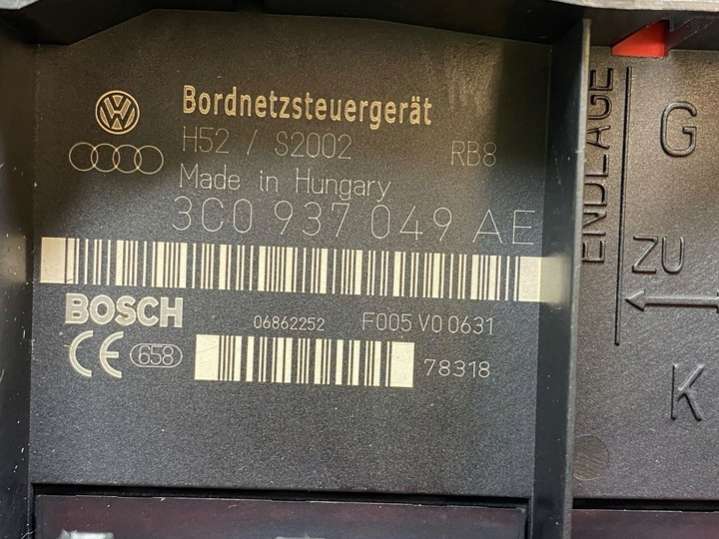 Bordnetzsteuergerät
H52 / S2002 RB8
Made in Hungary
3C0 937 049 AE
BOSCH 06862252 F005 V0 0631
CE 658 78318
ENDLAGE
G
ZU
K